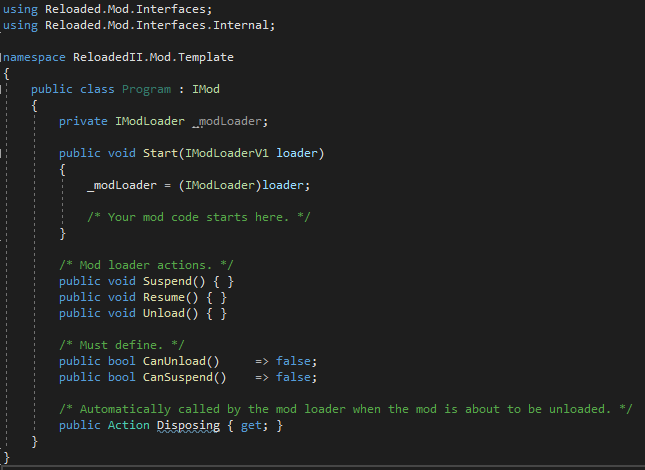 using Reloaded.Mod.Interfaces;
using Reloaded.Mod.Interfaces.Internal;
namespace ReloadedII.Mod.Template
{
public class Program : IMod
{
private IModLoader _modLoader;
public void Start(IModLoaderV1 loader)
{
_modLoader = (IModLoader)loader;
/* Your mod code starts here. */
}
/* Mod loader actions. */
public void Suspend() { }
public void Resume() { }
public void Unload() { }
/* Must define. */
public bool CanUnload() => false;
public bool CanSuspend() => false;
/* Automatically called by the mod loader when the mod is about to be unloaded. */
public Action Disposing { get; }
}
}